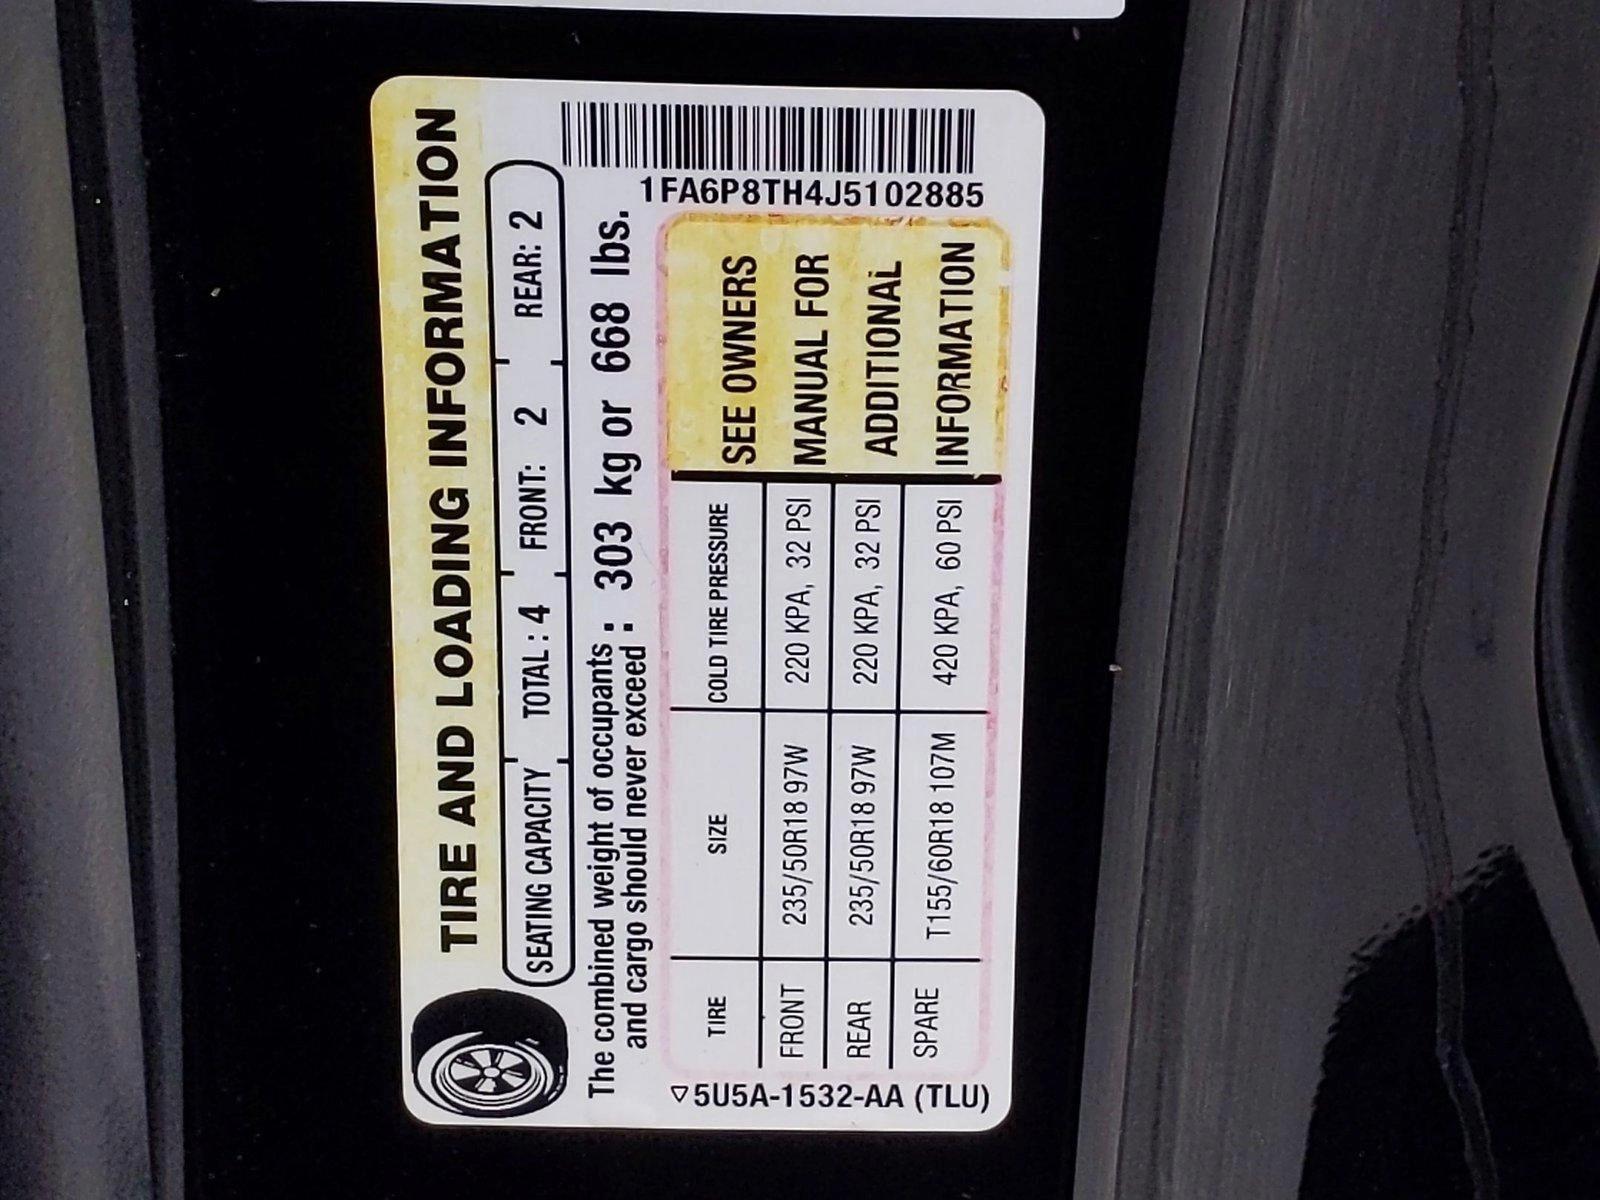 TIRE AND LOADING INFORMATION
SEATING CAPACITY TOTAL : 4 FRONT: 2 REAR: 2
The combined weight of occupants
and cargo should never exceed : 303 kg or 668 lbs.
TIRE SIZE COLD TIRE PRESSURE
FRONT 235/50R18 97W 220 KPA, 32 PSI
REAR 235/50R18 97W 220 KPA, 32 PSI
SPARE T155/60R18 107M 420 KPA, 60 PSI
SEE OWNERS
MANUAL FOR
ADDITIONAL
INFORMATION
5U5A-1532-AA (TLU)
1FA6P8TH4J5102885